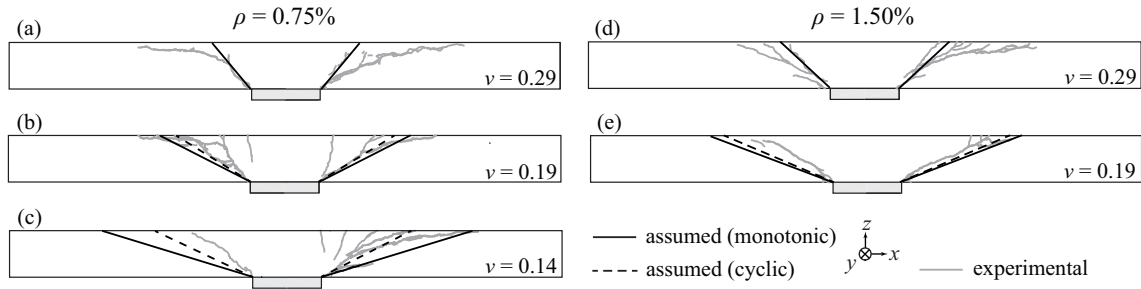 (a)
ρ = 0.75%
ν = 0.29
(b)
ν = 0.19
(c)
ν = 0.14
(d)
ρ = 1.50%
ν = 0.29
(e)
ν = 0.19
assumed (monotonic)
assumed (cyclic)
z
y
x
experimental